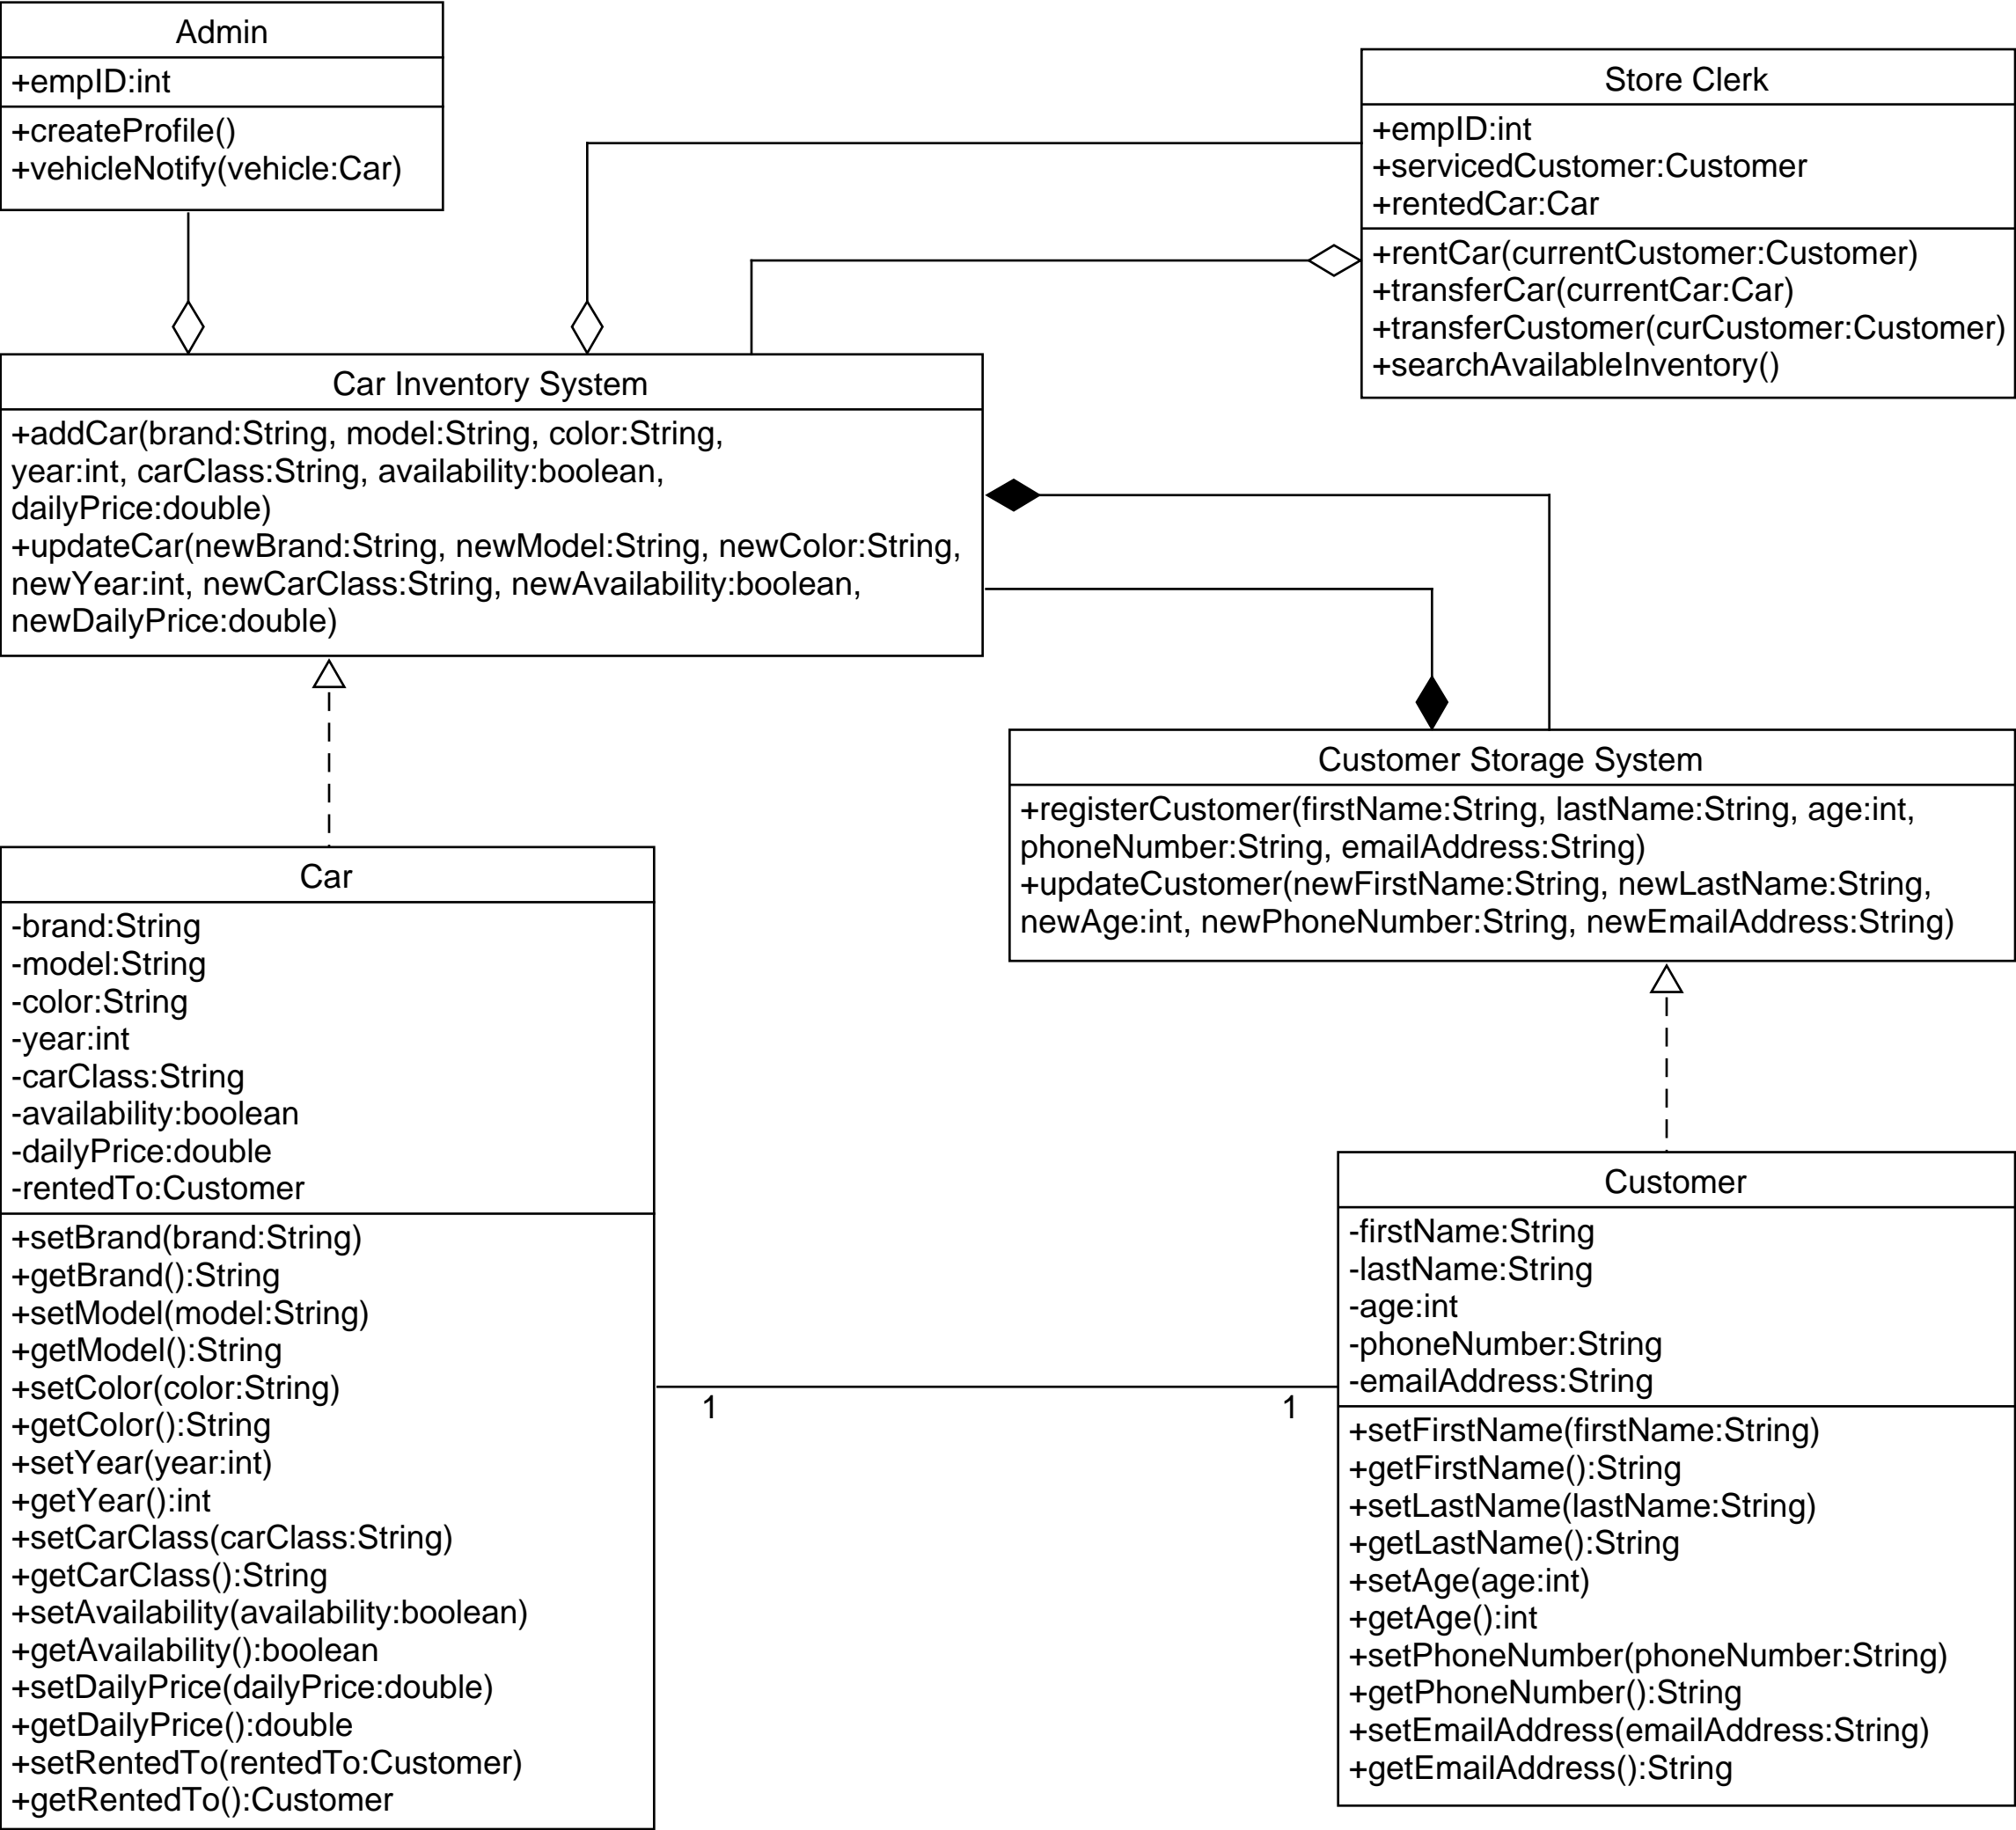 Admin
+empID:int
+createProfile()
+vehicleNotify(vehicle:Car)
Store Clerk
+empID:int
+servicedCustomer:Customer
+rentedCar:Car
+rentCar(currentCustomer:Customer)
+transferCar(currentCar:Car)
+transferCustomer(curCustomer:Customer)
+searchAvailableInventory()
Car Inventory System
+addCar(brand:String, model:String, color:String,
year:int, carClass:String, availability:boolean,
dailyPrice:double)
+updateCar(newBrand:String, newModel:String, newColor:String,
newYear:int, newCarClass:String, newAvailability:boolean,
newDailyPrice:double)
Customer Storage System
+registerCustomer(firstName:String, lastName:String, age:int,
phoneNumber:String, emailAddress:String)
+updateCustomer(newFirstName:String, newLastName:String,
newAge:int, newPhoneNumber:String, newEmailAddress:String)
Car
-brand:String
-model:String
-color:String
-year:int
-carClass:String
-availability:boolean
-dailyPrice:double
-rentedTo:Customer
+setBrand(brand:String)
+getBrand():String
+setModel(model:String)
+getModel():String
+setColor(color:String)
+getColor():String
+setYear(year:int)
+getYear():int
+setCarClass(carClass:String)
+getCarClass():String
+setAvailability(availability:boolean)
+getAvailability():boolean
+setDailyPrice(dailyPrice:double)
+getDailyPrice():double
+setRentedTo(rentedTo:Customer)
+getRentedTo():Customer
1
1
Customer
-firstName:String
-lastName:String
-age:int
-phoneNumber:String
-emailAddress:String
+setFirstName(firstName:String)
+getFirstName():String
+setLastName(lastName:String)
+getLastName():String
+setAge(age:int)
+getAge():int
+setPhoneNumber(phoneNumber:String)
+getPhoneNumber():String
+setEmailAddress(emailAddress:String)
+getEmailAddress():String